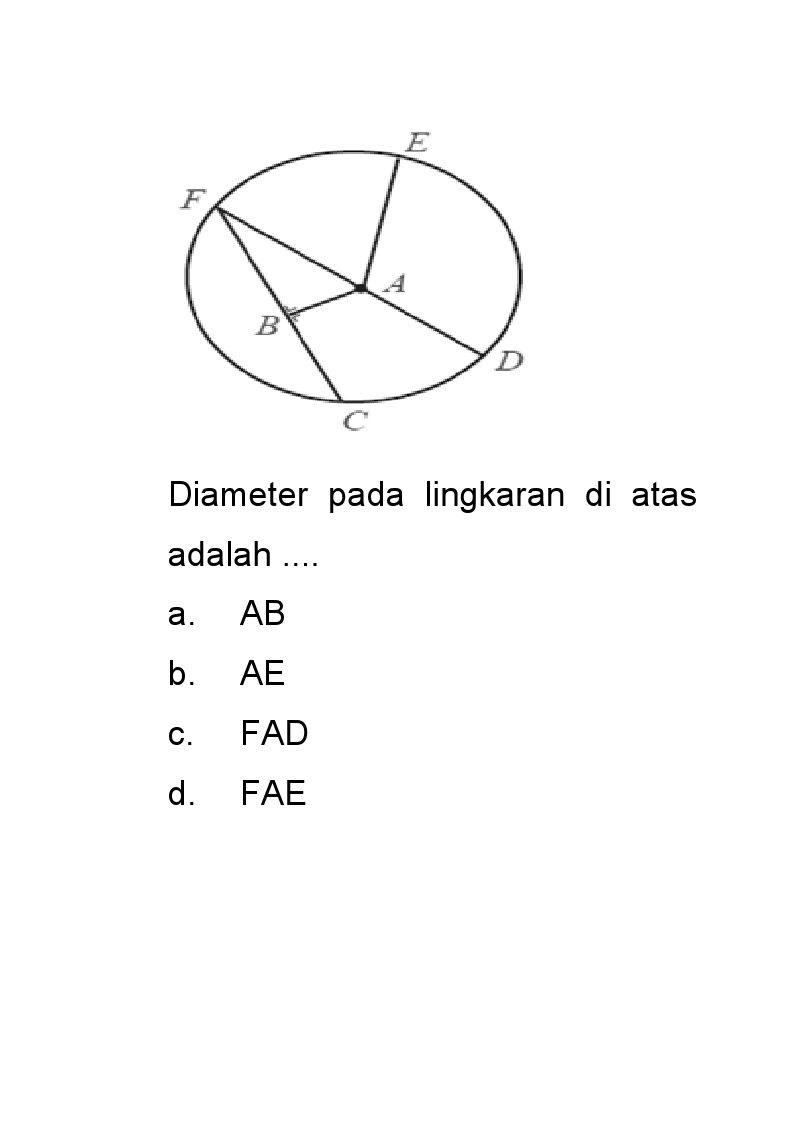 E
F
A
B
D
C
Diameter pada lingkaran di atas
adalah ....
a. AB
b. AE
c. FAD
d. FAE